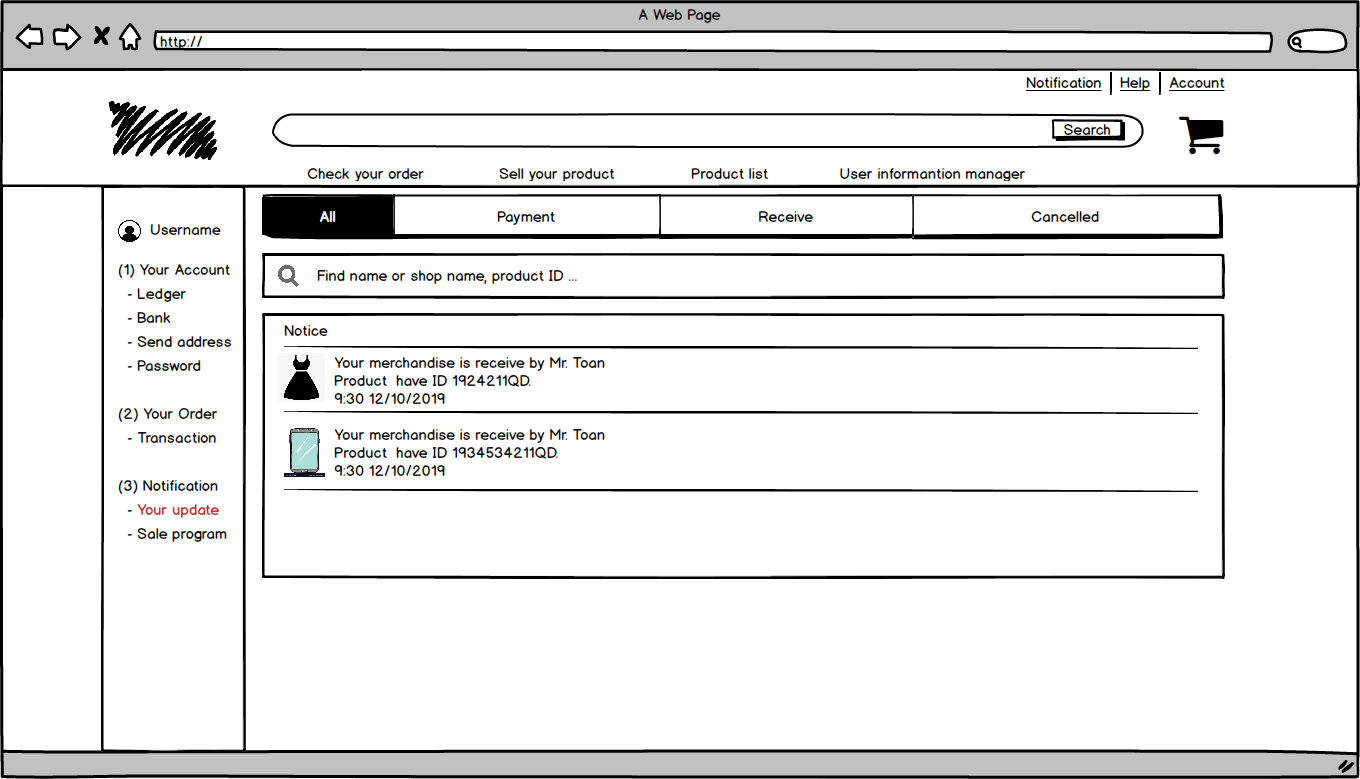 A Web Page
http://
Notification Help Account
Search
Check your order Sell your product Product list User informantion manager
Username
(1) Your Account
- Ledger
- Bank
- Send address
- Password
(2) Your Order
- Transaction
(3) Notification
- Your update
- Sale program
All Payment Receive Cancelled
Find name or shop name, product ID ...
Notice
Your merchandise is receive by Mr. Toan
Product have ID 1924211QD.
9:30 12/10/2019
Your merchandise is receive by Mr. Toan
Product have ID 1934534211QD.
9:30 12/10/2019